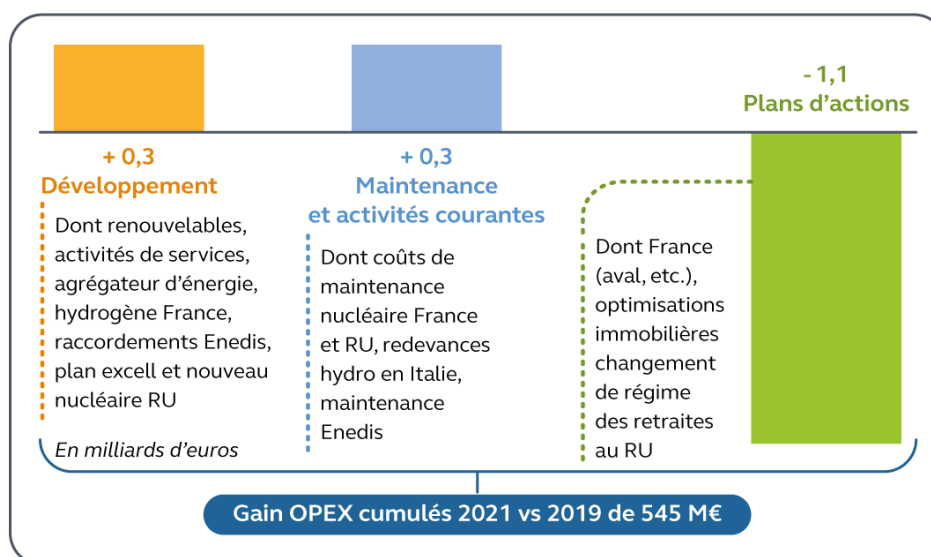 + 0,3
Développement
Dont renouvelables,
activités de services,
agrégateur d’énergie,
hydrogène France,
raccordements Enedis,
plan excell et nouveau
nucléaire RU
En milliards d’euros
+ 0,3
Maintenance
et activités courantes
Dont coûts de
maintenance
nucléaire France
et RU, redevances
hydro en Italie,
maintenance
Enedis
- 1,1
Plans d’actions
Dont France
(aval, etc.),
optimisations
immobilières
changement
de régime
des retraites
au RU
Gain OPEX cumulés 2021 vs 2019 de 545 M€